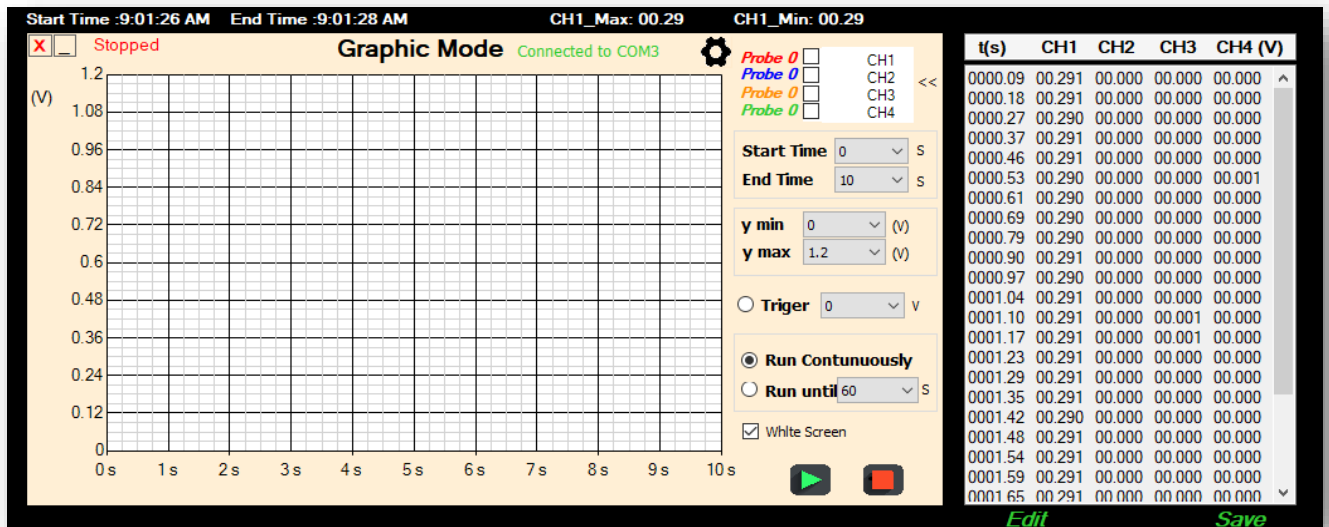 Start Time :9:01:26 AM End Time :9:01:28 AM CH1_Max: 00.29 CH1_Min: 00.29
X _ Stopped Graphic Mode Connected to COM3
(V)
1.2
1.08
0.96
0.84
0.72
0.6
0.48
0.36
0.24
0.12
0
0 s 1 s 2 s 3 s 4 s 5 s 6 s 7 s 8 s 9 s 10 s
Probe 0 CH1
Probe 0 CH2
Probe 0 CH3
Probe 0 CH4
<<
Start Time 0 S
End Time 10 S
y min 0 (V)
y max 1.2 (V)
Triger 0 V
Run Contunuously
Run until 60 S
White Screen
t(s) CH1 CH2 CH3 CH4 (V)
0000.09 00.291 00.000 00.000 00.000
0000.18 00.291 00.000 00.000 00.000
0000.27 00.290 00.000 00.000 00.000
0000.37 00.291 00.000 00.000 00.000
0000.46 00.291 00.000 00.000 00.000
0000.53 00.290 00.000 00.000 00.001
0000.61 00.290 00.000 00.000 00.000
0000.69 00.290 00.000 00.000 00.000
0000.79 00.290 00.000 00.000 00.000
0000.90 00.291 00.000 00.000 00.000
0000.97 00.290 00.000 00.000 00.000
0001.04 00.291 00.000 00.000 00.000
0001.10 00.291 00.000 00.001 00.000
0001.17 00.291 00.000 00.001 00.000
0001.23 00.291 00.000 00.000 00.000
0001.29 00.291 00.000 00.000 00.000
0001.35 00.291 00.000 00.000 00.000
0001.42 00.290 00.000 00.000 00.000
0001.48 00.291 00.000 00.000 00.000
0001.54 00.291 00.000 00.000 00.000
0001.59 00.291 00.000 00.000 00.000
0001.65 00.291 00.000 00.000 00.000
Edit Save